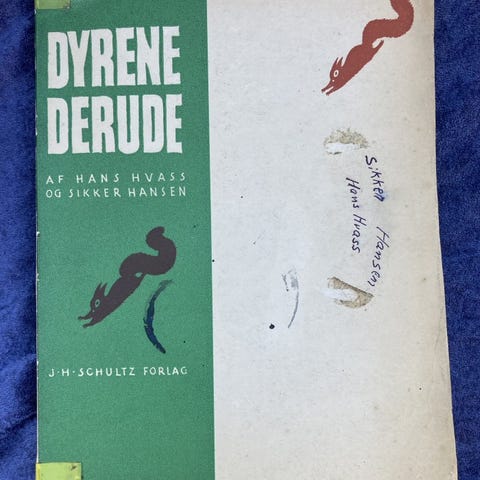 DYRENE
DERUDE
AF HANS HVASS
OG SIKKER HANSEN
J·H·SCHULTZ FORLAG
Sikker Hansen,
Hans Hvass